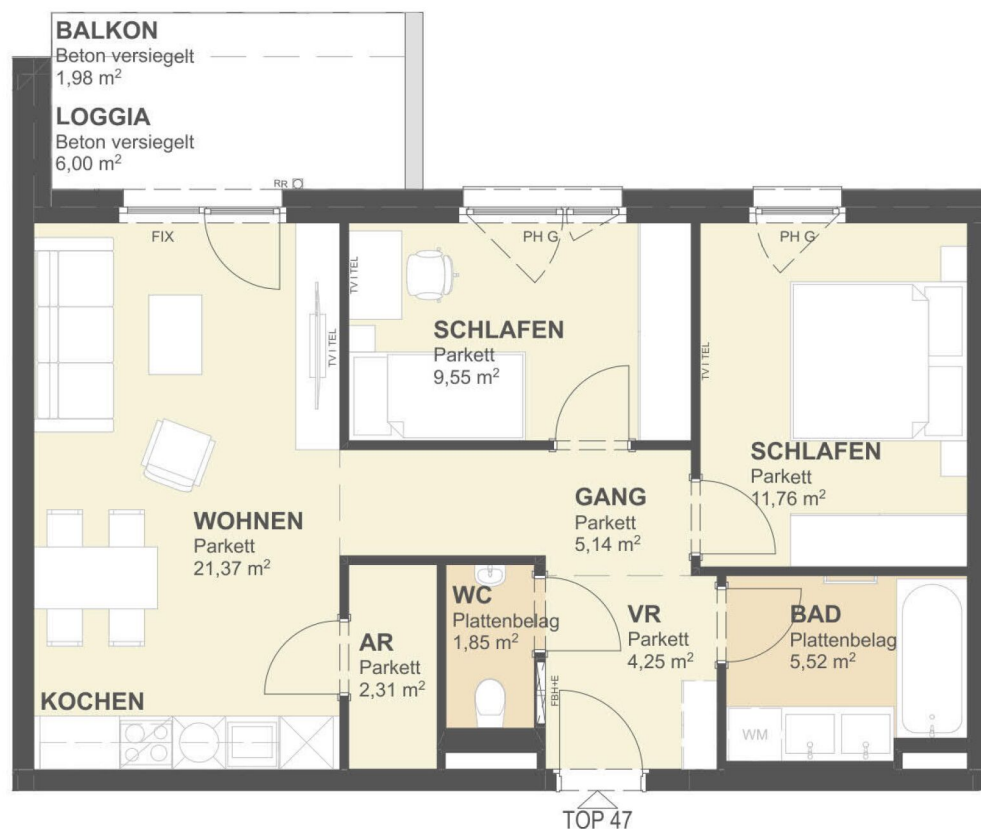 BALKON
Beton versiegelt
1,98 m²
LOGGIA
Beton versiegelt
6,00 m²
RR
FIX
PH G
PH G
TV I TEL
TV I TEL
TV I TEL
SCHLAFEN
Parkett
9,55 m²
SCHLAFEN
Parkett
11,76 m²
WOHNEN
Parkett
21,37 m²
GANG
Parkett
5,14 m²
AR
Parkett
2,31 m²
WC
Plattenbelag
1,85 m²
VR
Parkett
4,25 m²
BAD
Plattenbelag
5,52 m²
FBH+E
KOCHEN
WM
TOP 47